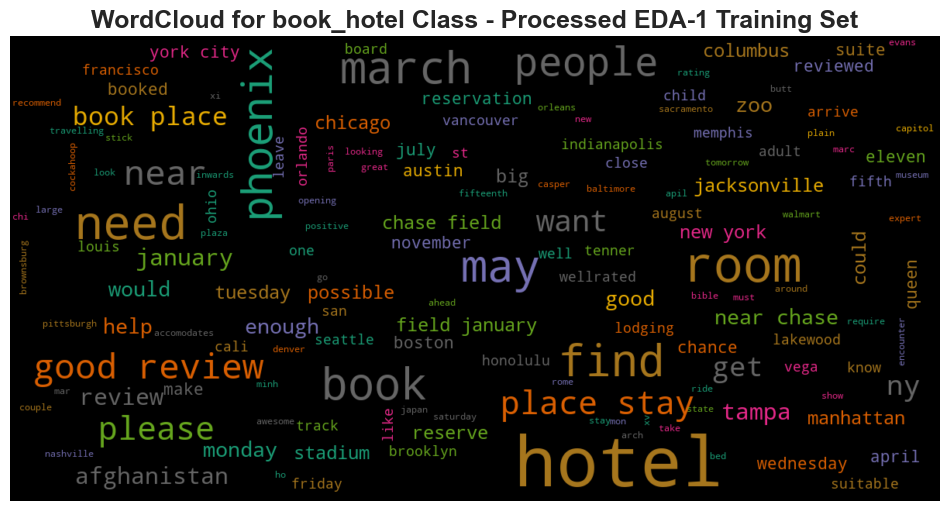 WordCloud for book_hotel Class - Processed EDA-1 Training Set
york city
board
march
people
columbus
suite
evans
francisco
booked
phoenix
rating
reviewed
recommend
xi
book place
reservation
orleans
child
butt
zoo
arrive
travelling
stick
chicago
vancouver
sacramento
new
memphis
plain
capitol
cockahoop
look
near
inwards
leave
orlando
paris
looking
great
july
st
austin
indianapolis
close
tomorrow
adult
marc
eleven
museum
big
casper
baltimore
apil
jacksonville
fifth
fifteenth
chi
large
need
ohio
plaza
opening
positive
chase field
want
august
walmart
expert
new york
louis
one
november
well
tenner
could
queen
brownsburg
january
go
may
wellrated
room
would
tuesday
possible
ahead
good
bible
must
around
san
pittsburgh
help
accomodates
enough
field january
lodging
near chase
require
encounter
seattle
boston
lakewood
cali
denver
good review
honolulu
find
chance
get
vega
know
mar
review
make
minh
book
rome
ride
ny
couple
japan
saturday
place stay
state
show
tampa
manhattan
please
awesome
track
like
reserve
stay
mon
xv
take
arch
nashville
monday
stadium
brooklyn
hotel
bed
wednesday
april
afghanistan
ho
friday
suitable